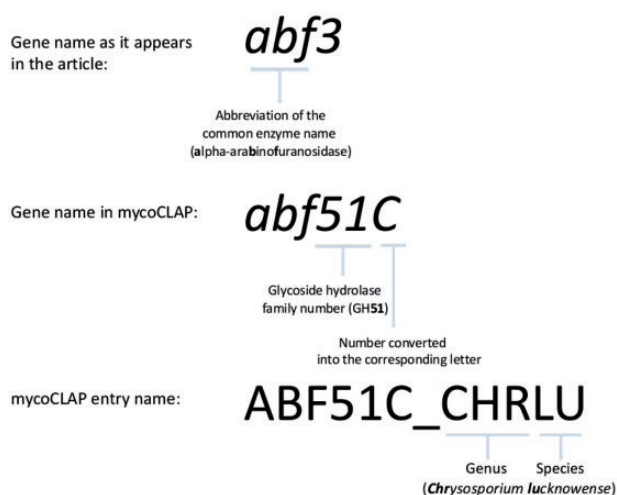 Gene name as it appears
in the article:
abf3
Abbreviation of the
common enzyme name
(alpha-arabinofuranosidase)
Gene name in mycoCLAP:
abf51C
Glycoside hydrolase
family number (GH51)
Number converted
into the corresponding letter
mycoCLAP entry name:
ABF51C_CHRLU
Genus Species
(Chrysosporium lucknowense)